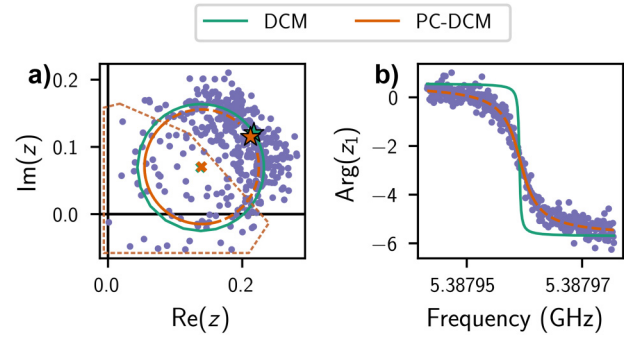 DCM PC-DCM
a) b)
0.2
0.1
0.0
Im(z)
0.0 0.2
Re(z)
0
−2
−4
−6
Arg(z₁)
5.38795 5.38797
Frequency (GHz)